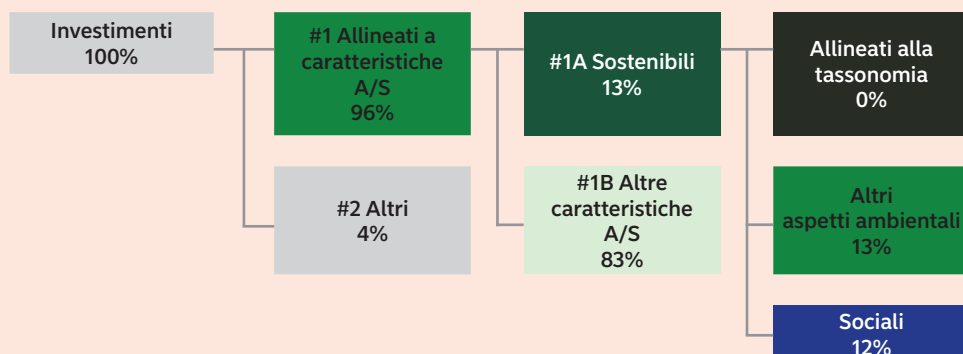 Investimenti
100%
#1 Allineati a
caratteristiche
A/S
96%
#1A Sostenibili
13%
Allineati alla
tassonomia
0%
#2 Altri
4%
#1B Altre
caratteristiche
A/S
83%
Altri
aspetti ambientali
13%
Sociali
12%